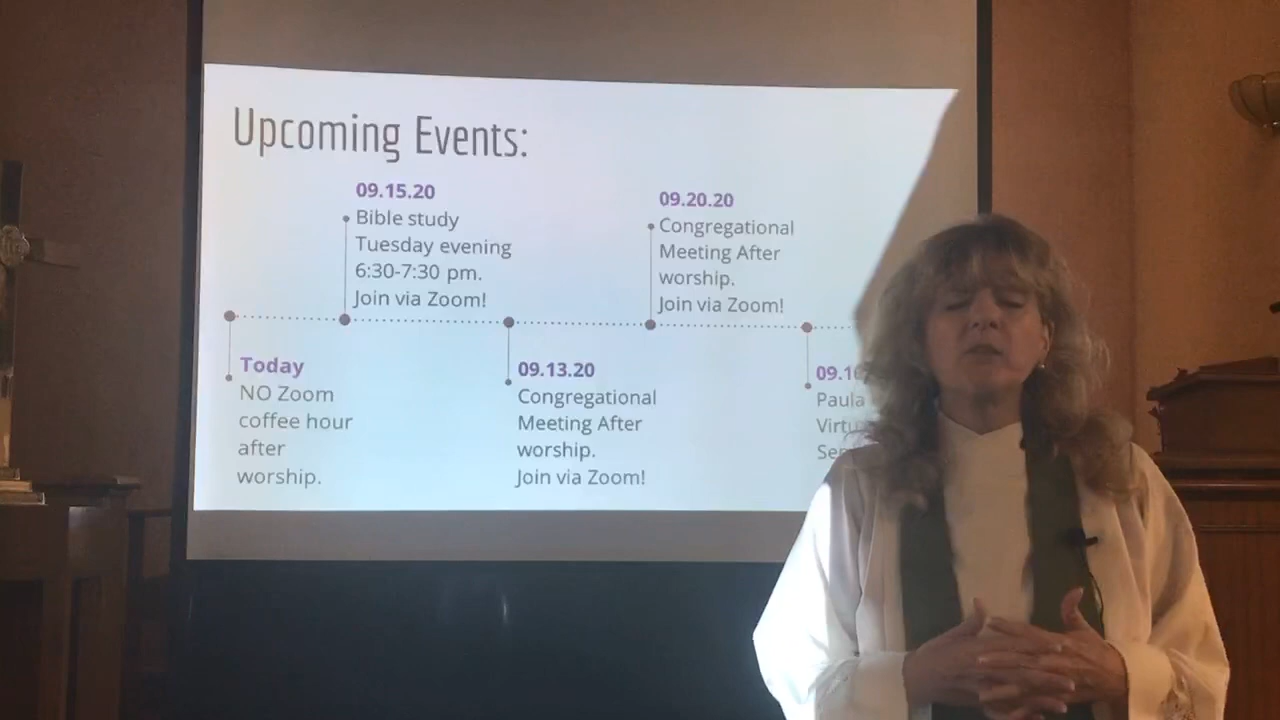 Upcoming Events:
09.15.20
Bible study
Tuesday evening
6:30-7:30 pm.
Join via Zoom!
09.20.20
Congregational
Meeting After
worship.
Join via Zoom!
Today
NO Zoom
coffee hour
after
worship.
09.13.20
Congregational
Meeting After
worship.
Join via Zoom!
Paula